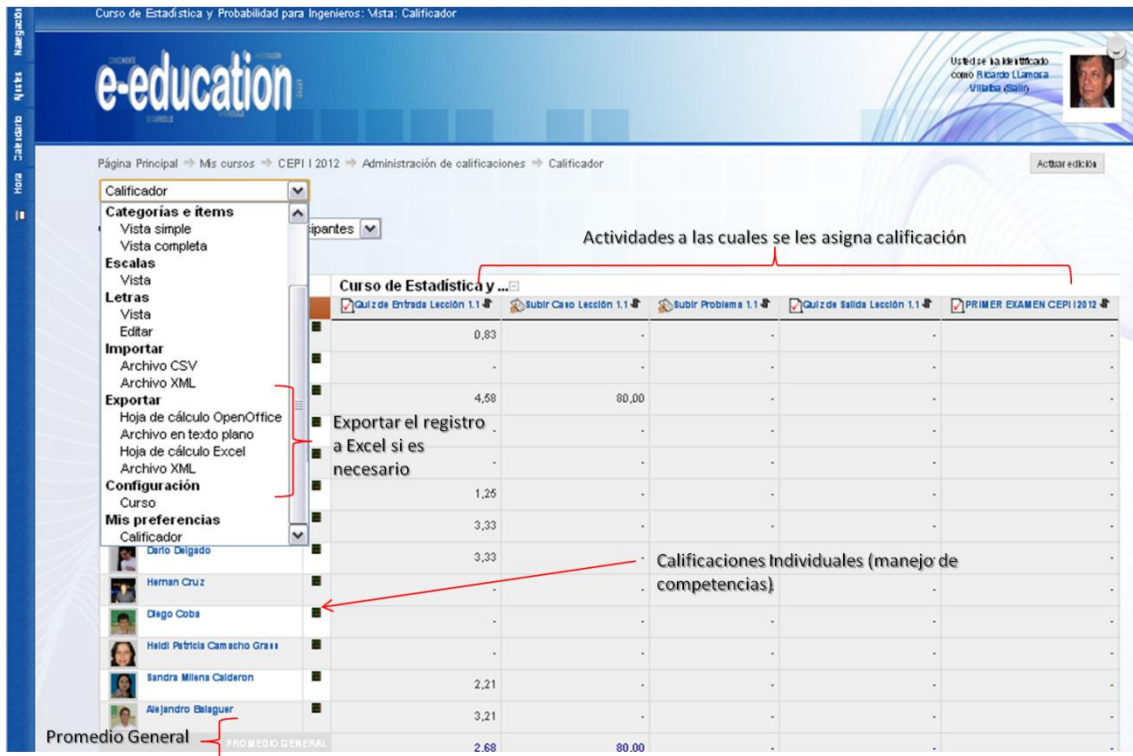 Curso de Estadística y Probabilidad para Ingenieros: Vista: Calificador
Navegación
Ajustes
Calendario
Hora
e-education
Usted se ha identificado
como Ricardo LLamosa
Villalba (Salir)
Página Principal Mis cursos CEPI I 2012 Administración de calificaciones Calificador
Activar edición
Calificador
Categorías e ítems
Vista simple
Vista completa
Escalas
Vista
Letras
Vista
Editar
Importar
Archivo CSV
Archivo XML
Exportar
Hoja de cálculo OpenOffice
Archivo en texto plano
Hoja de cálculo Excel
Archivo XML
Configuración
Curso
Mis preferencias
Calificador
ipantes
Actividades a las cuales se les asigna calificación
Curso de Estadística y ...
Quiz de Entrada Lección 1.1 Subir Caso Lección 1.1 Subir Problema 1.1 Quiz de Salida Lección 1.1 PRIMER EXAMEN CEPI I 2012
0,83 - - - -
- - - - -
4,58 80,00 - - -
- - - - -
- - - - -
1,25 - - - -
3,33 - - - -
Exportar el registro
a Excel si es
necesario
Dario Delgado 3,33 - - - -
Hernan Cruz - - - - -
Diego Coba - - - - -
Heidi Patricia Camacho Grass - - - - -
Sandra Milena Calderon 2,21 - - - -
Alejandro Balaguer 3,21 - - - -
Calificaciones Individuales (manejo de
competencias)
Promedio General
PROMEDIO GENERAL 2,68 80,00 - - -